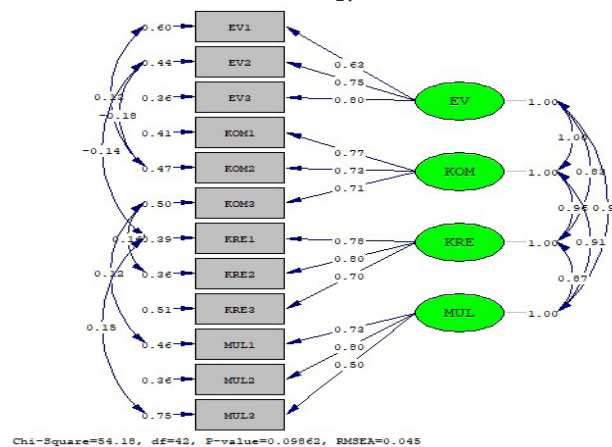 0.60
EV1
0.63
0.44
EV2
0.75
0.36
EV3
0.80
EV
1.00
0.12
-0.18
0.41
KOM1
0.77
-0.14
0.47
KOM2
0.73
KOM
1.00
0.50
KOM3
0.71
0.39
KRE1
0.78
KRE
1.00
0.36
KRE2
0.80
0.51
KRE3
0.70
0.15
0.46
MUL1
0.73
MUL
1.00
0.36
MUL2
0.80
0.75
MUL3
0.50
0.91
0.87
Chi-Square=54.18, df=42, P-value=0.09862, RMSEA=0.045